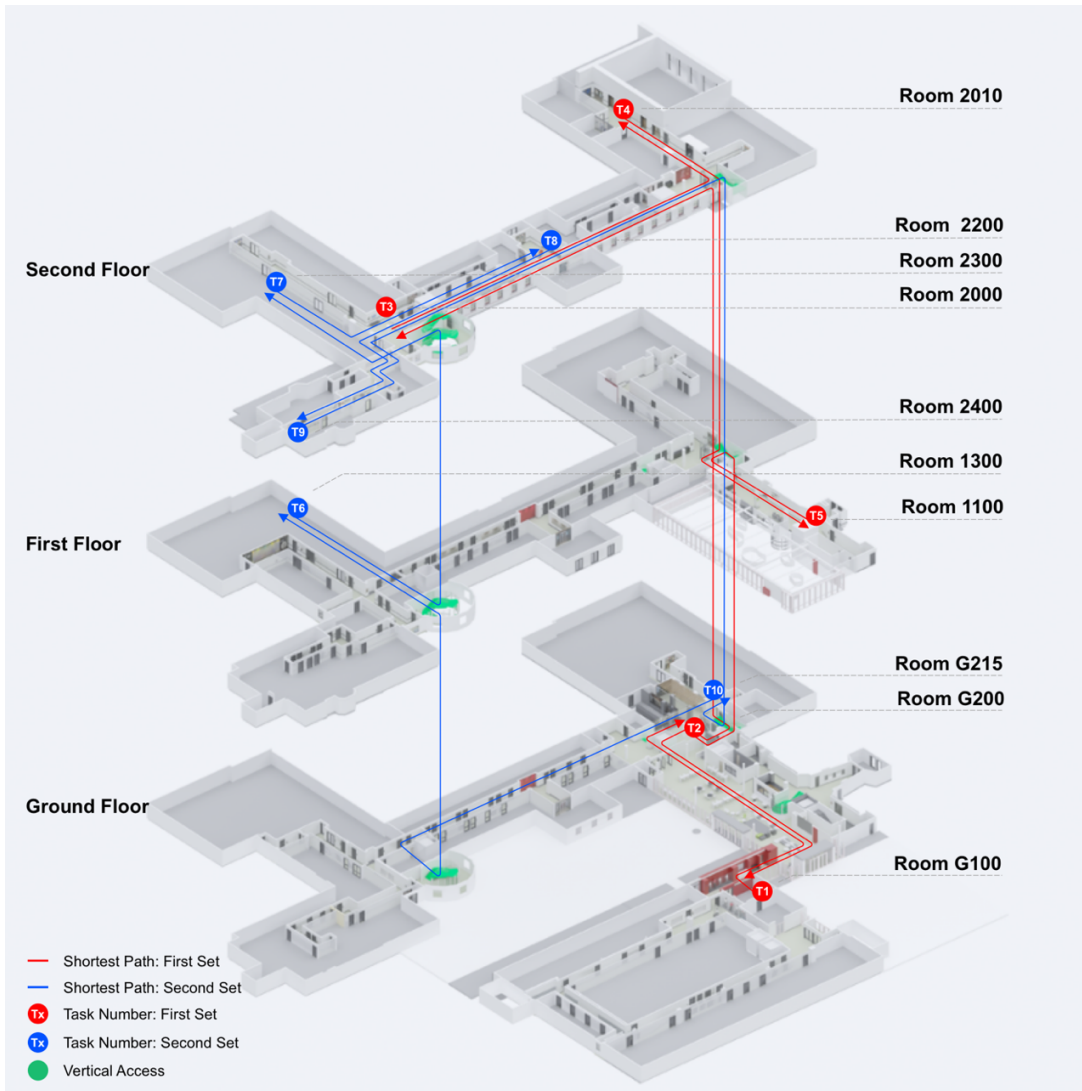 Room 2010
T4
Room 2200
T8
Room 2300
Second Floor
T7
Room 2000
T3
Room 2400
T9
Room 1300
T6
Room 1100
T5
First Floor
Room G215
T10
Room G200
T2
Ground Floor
Room G100
T1
Shortest Path: First Set
Shortest Path: Second Set
Tx Task Number: First Set
Tx Task Number: Second Set
Vertical Access